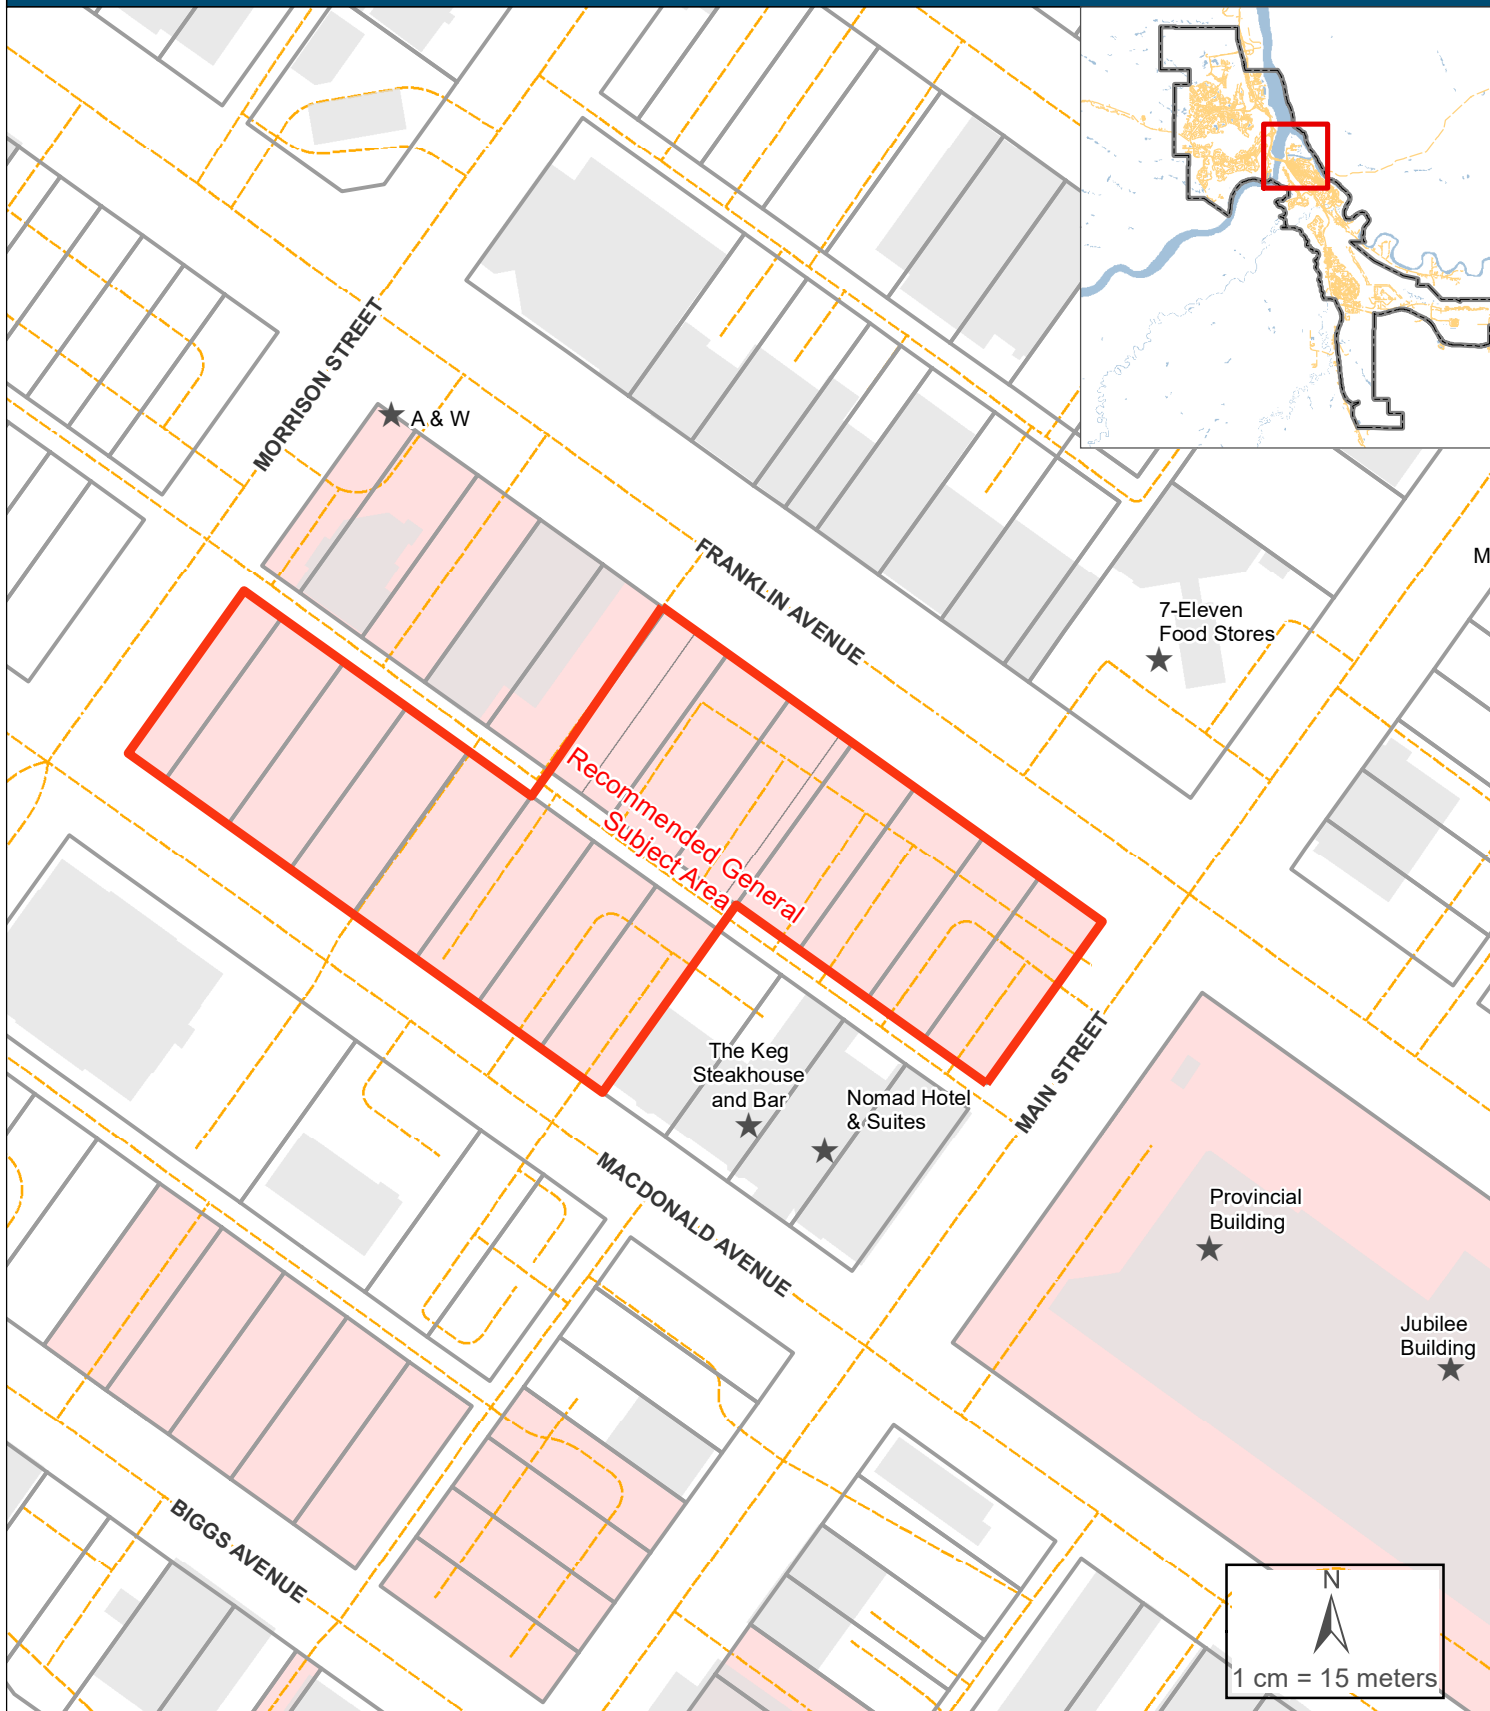 MORRISON STREET
A & W
FRANKLIN AVENUE
M
7-Eleven
Food Stores
Recommended General
Subject Area
The Keg
Steakhouse
and Bar
Nomad Hotel
& Suites
MAIN STREET
MACDONALD AVENUE
Provincial
Building
Jubilee
Building
BIGGS AVENUE
N
1 cm = 15 meters